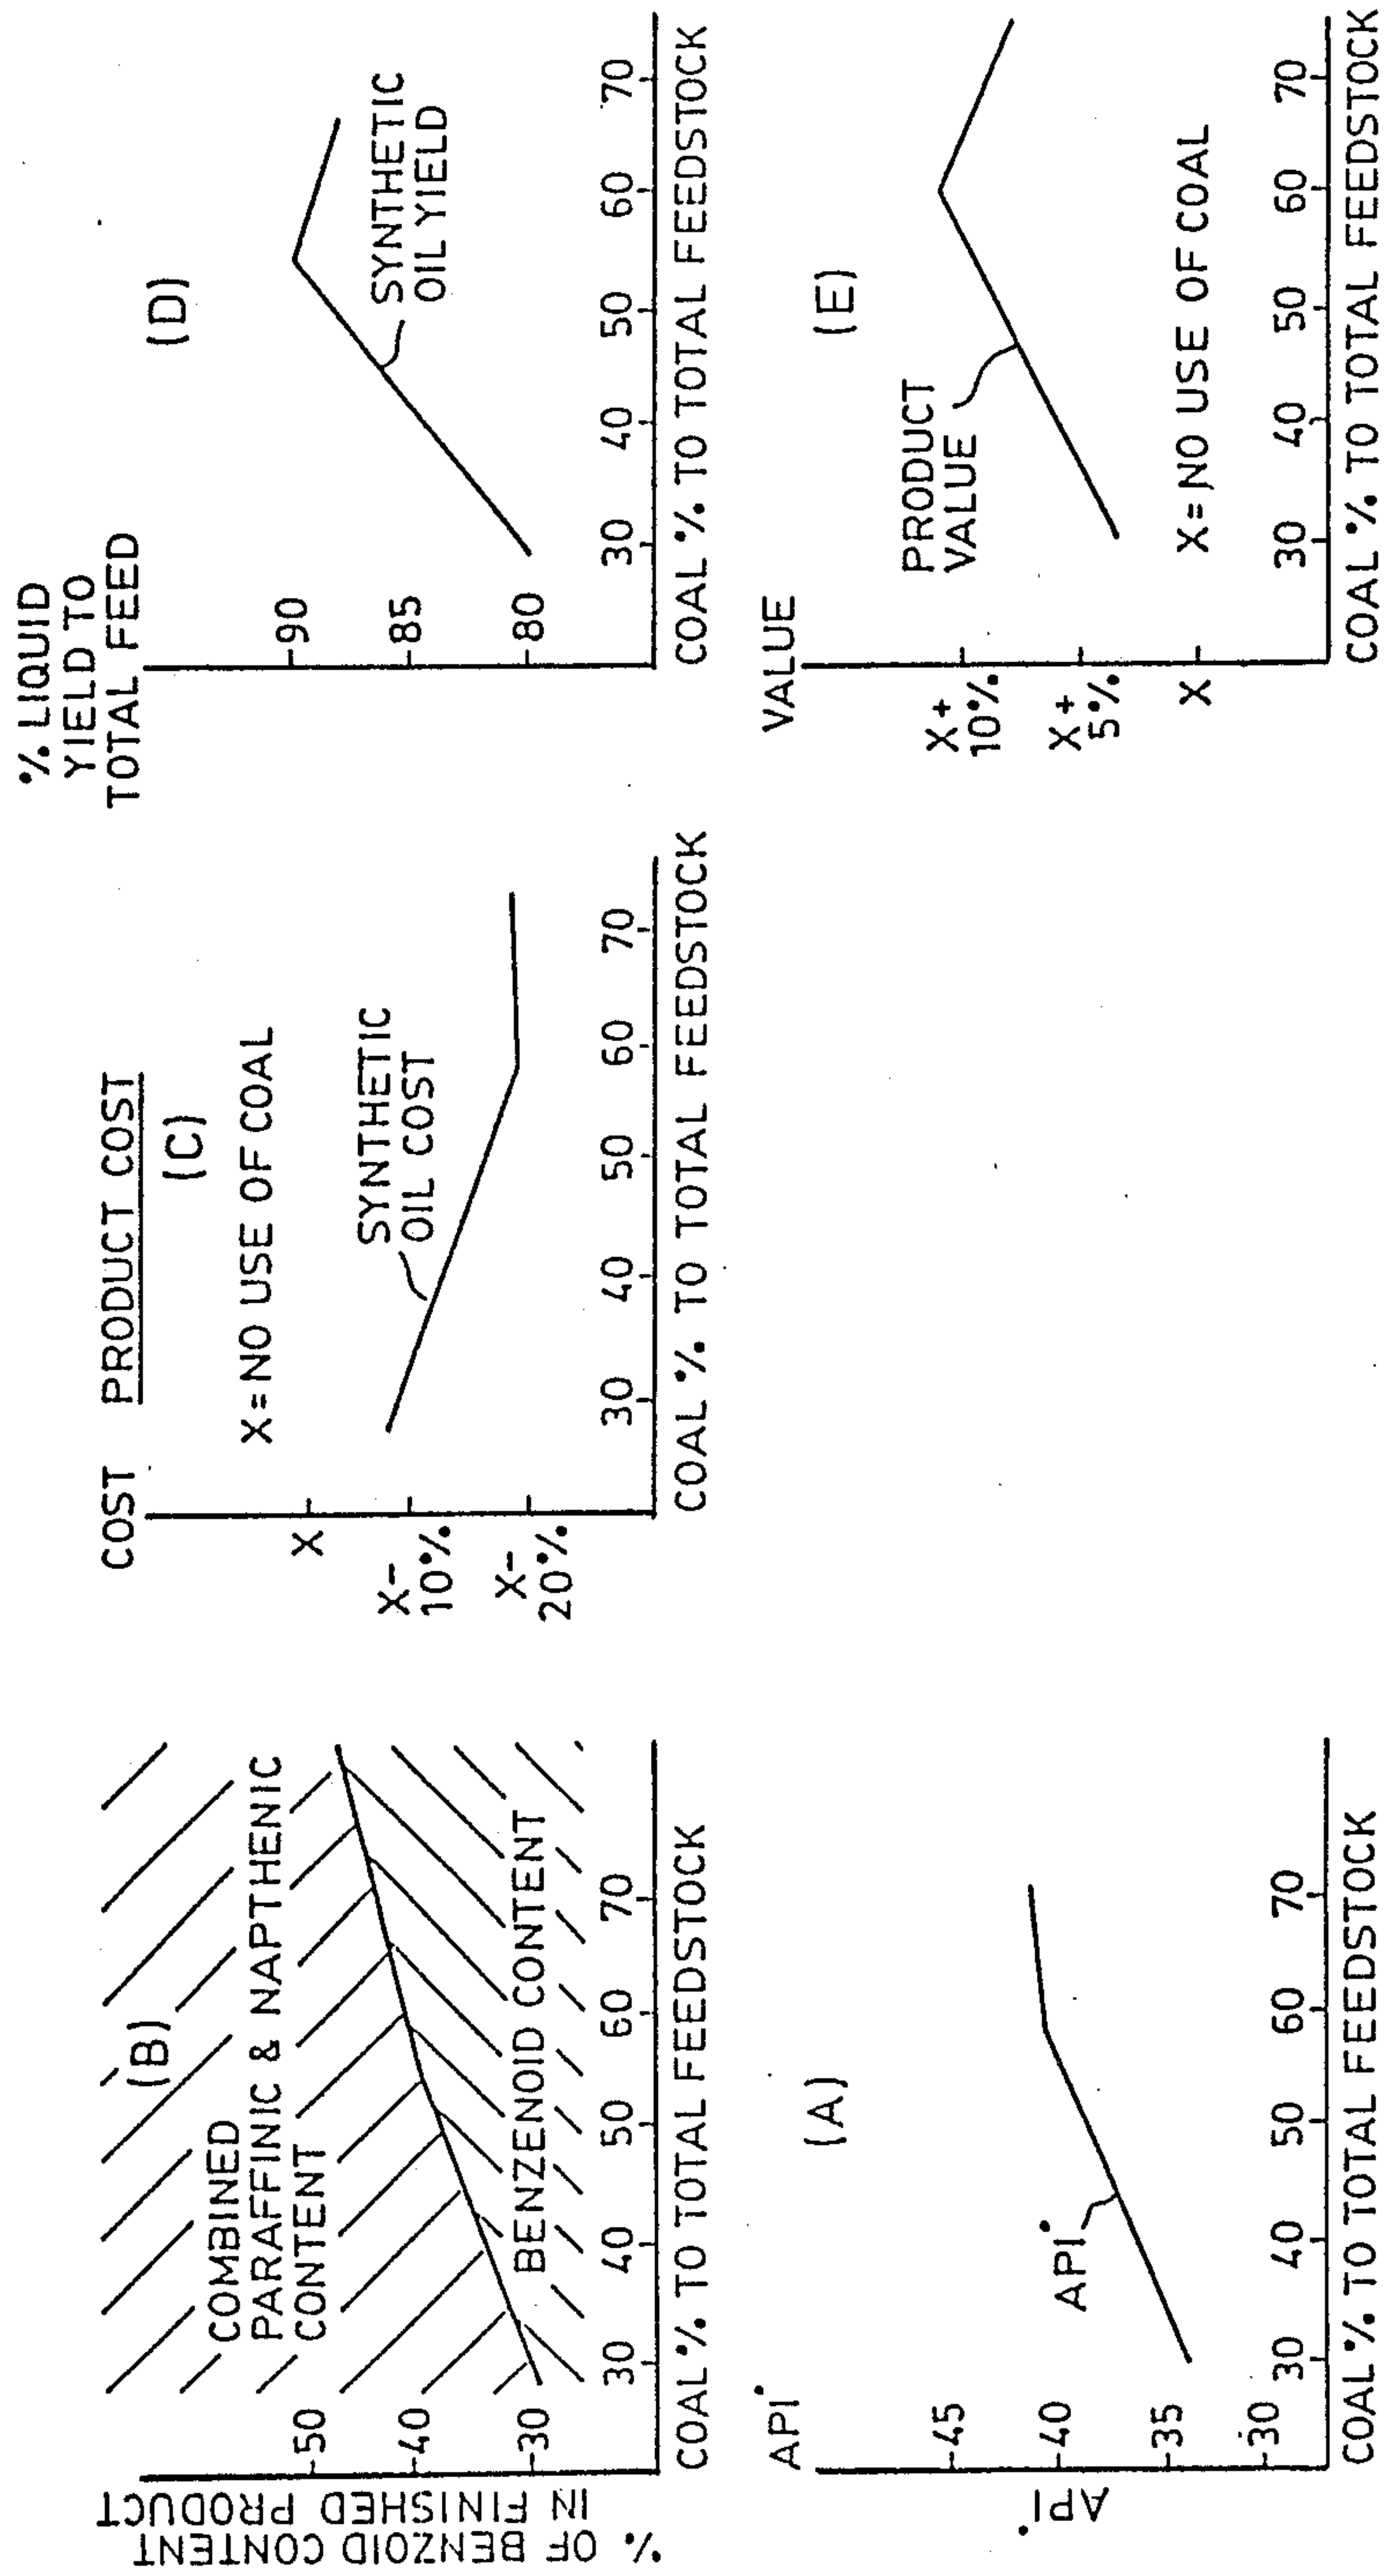 % OF BENZOID CONTENT
IN FINISHED PRODUCT
50
40
30
(B)
COMBINED
PARAFFINIC & NAPTHENIC
CONTENT
BENZENOID CONTENT
30 40 50 60 70
COAL % TO TOTAL FEEDSTOCK
COST PRODUCT COST
(C)
X = NO USE OF COAL
X
X-
10%
X-
20%
SYNTHETIC
OIL COST
30 40 50 60 70
COAL % TO TOTAL FEEDSTOCK
% LIQUID
YIELD TO
TOTAL FEED
(D)
90
85
80
SYNTHETIC
OIL YIELD
30 40 50 60 70
COAL % TO TOTAL FEEDSTOCK
API°
API°
(A)
45
40
35
30
API°
30 40 50 60 70
COAL % TO TOTAL FEEDSTOCK
VALUE
(E)
X+
10%
X+
5%
X
PRODUCT
VALUE
X = NO USE OF COAL
30 40 50 60 70
COAL % TO TOTAL FEEDSTOCK